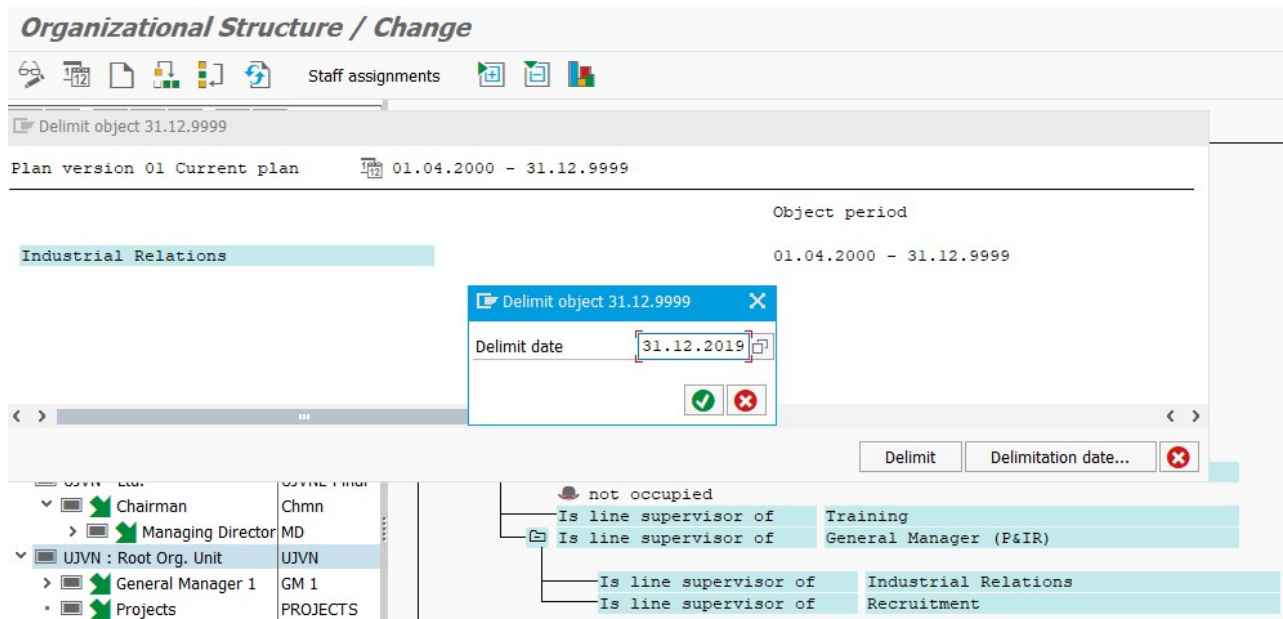 Organizational Structure / Change
Staff assignments
Delimit object 31.12.9999
Plan version 01 Current plan 01.04.2000 - 31.12.9999
Object period
Industrial Relations 01.04.2000 - 31.12.9999
Delimit object 31.12.9999
Delimit date 31.12.2019
Delimit Delimitation date...
not occupied
Chairman Chmn
Is line supervisor of Training
Managing Director MD
Is line supervisor of General Manager (P&IR)
UJVN : Root Org. Unit UJVN
General Manager 1 GM 1
Is line supervisor of Industrial Relations
Projects PROJECTS
Is line supervisor of Recruitment